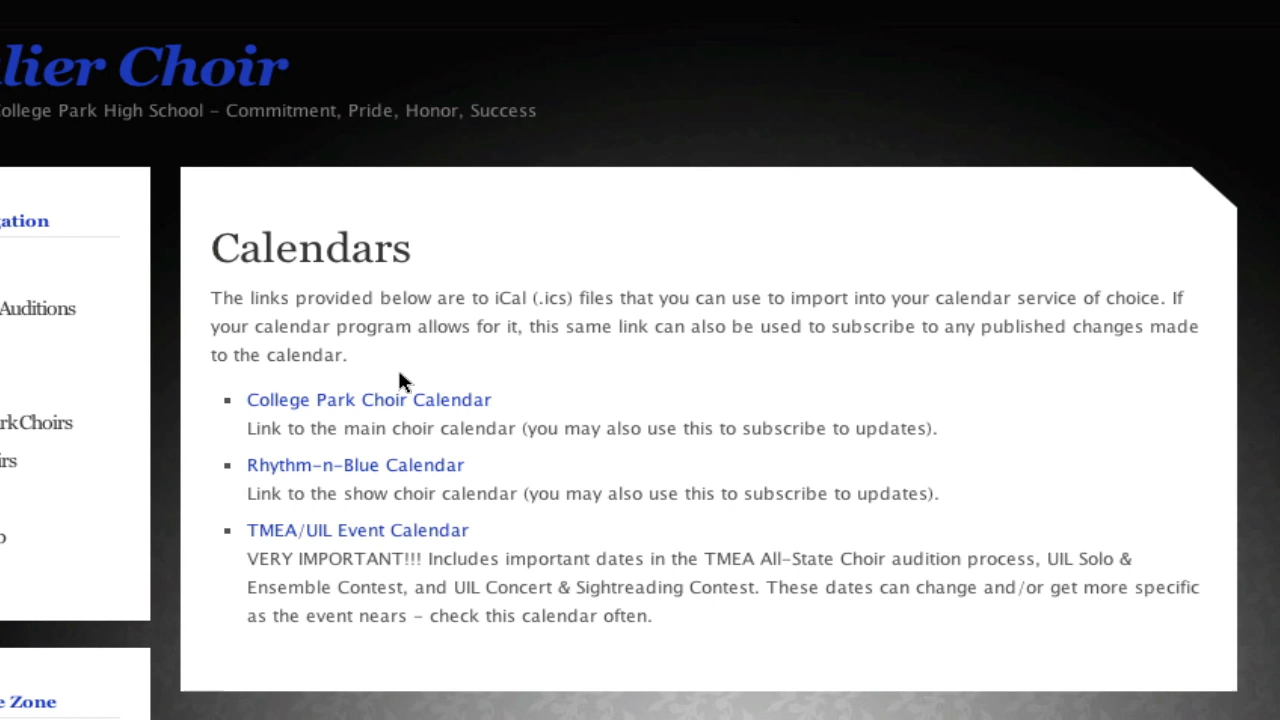 lier Choir
College Park High School – Commitment, Pride, Honor, Success
gation
Auditions
rk Choirs
irs
e Zone
Calendars
The links provided below are to iCal (.ics) files that you can use to import into your calendar service of choice. If
your calendar program allows for it, this same link can also be used to subscribe to any published changes made
to the calendar.
College Park Choir Calendar
Link to the main choir calendar (you may also use this to subscribe to updates).
Rhythm-n-Blue Calendar
Link to the show choir calendar (you may also use this to subscribe to updates).
TMEA/UIL Event Calendar
VERY IMPORTANT!!! Includes important dates in the TMEA All-State Choir audition process, UIL Solo &
Ensemble Contest, and UIL Concert & Sightreading Contest. These dates can change and/or get more specific
as the event nears – check this calendar often.